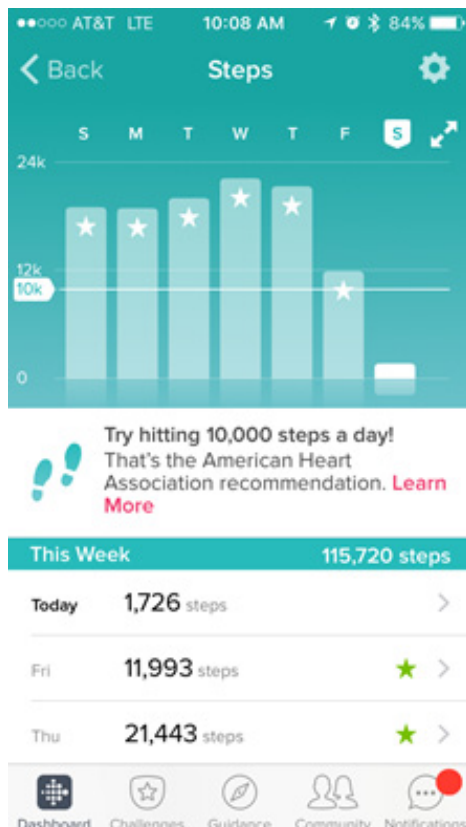 AT&T LTE 10:08 AM 84%
Back Steps
S M T W T F S
24k
12k
10k
0
Try hitting 10,000 steps a day!
That's the American Heart
Association recommendation. Learn
More
This Week 115,720 steps
Today 1,726 steps
Fri 11,993 steps
Thu 21,443 steps
Dashboard Challenges... Guidance Community Notifications